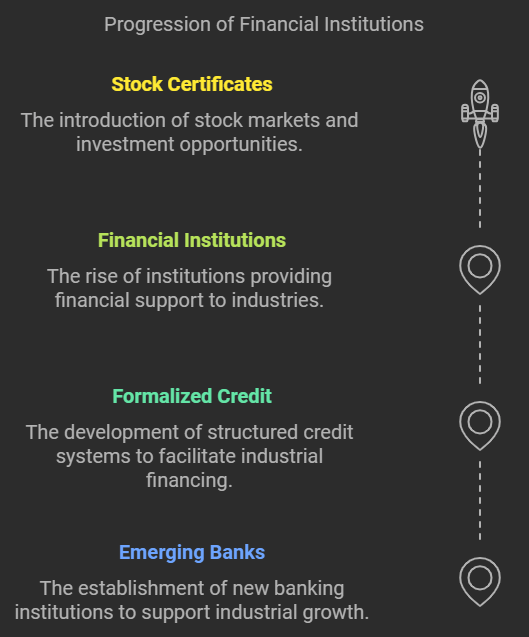 Progression of Financial Institutions
Stock Certificates
The introduction of stock markets and
investment opportunities.
Financial Institutions
The rise of institutions providing
financial support to industries.
Formalized Credit
The development of structured credit
systems to facilitate industrial
financing.
Emerging Banks
The establishment of new banking
institutions to support industrial growth.